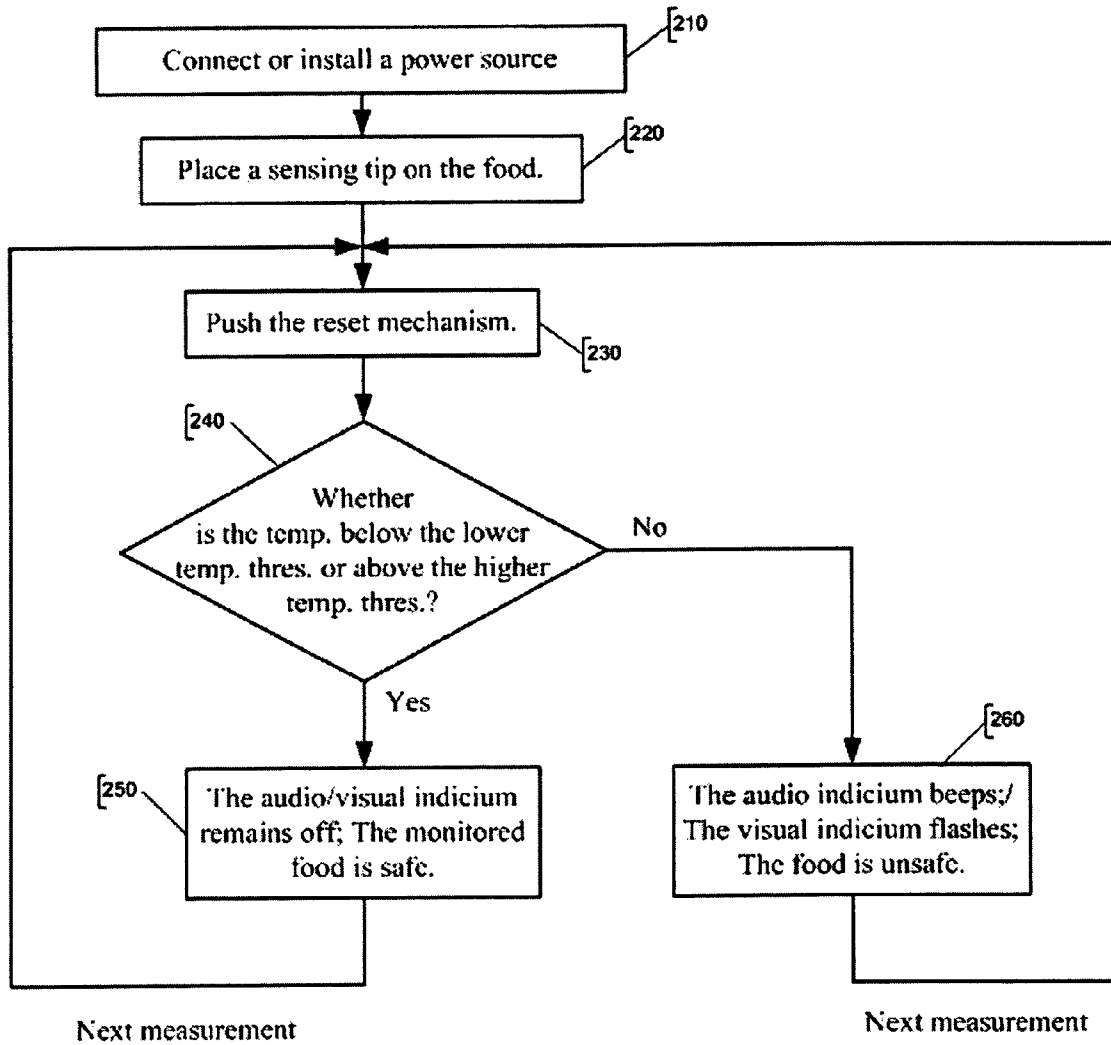 [210
Connect or install a power source
[220
Place a sensing tip on the food.
Push the reset mechanism.
[230
[240
Whether
is the temp. below the lower
temp. thres. or above the higher
temp. thres.?
No
Yes
[260
[250
The audio/visual indicium
remains off; The monitored
food is safe.
The audio indicium beeps;/
The visual indicium flashes;
The food is unsafe.
Next measurement
Next measurement